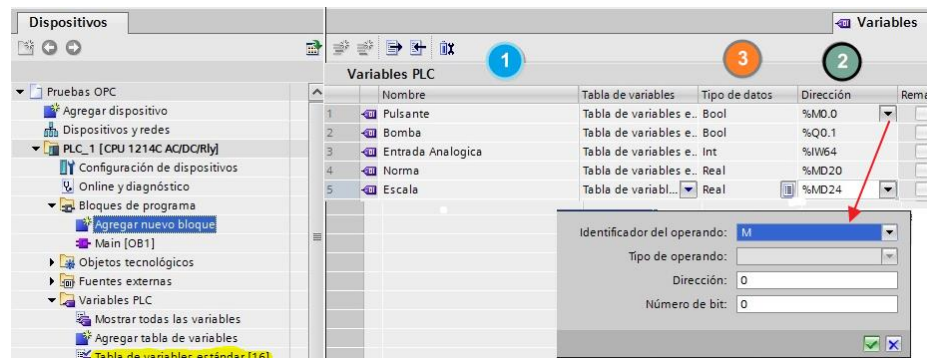 Dispositivos
Variables
1
3
2
Variables PLC
Nombre Tabla de variables Tipo de datos Dirección Rema
1 Pulsante Tabla de variables e.. Bool %M0.0
2 Bomba Tabla de variables e.. Bool %Q0.1
3 Entrada Analogica Tabla de variables e.. Int %IW64
4 Norma Tabla de variables e.. Real %MD20
5 Escala Tabla de variabl... Real %MD24
Pruebas OPC
Agregar dispositivo
Dispositivos y redes
PLC_1 [CPU 1214C AC/DC/Rly]
Configuración de dispositivos
Online y diagnóstico
Bloques de programa
Agregar nuevo bloque
Main [OB1]
Objetos tecnológicos
Fuentes externas
Variables PLC
Mostrar todas las variables
Agregar tabla de variables
Tabla de variables estándar [16]
Identificador del operando: M
Tipo de operando:
Dirección: 0
Número de bit: 0